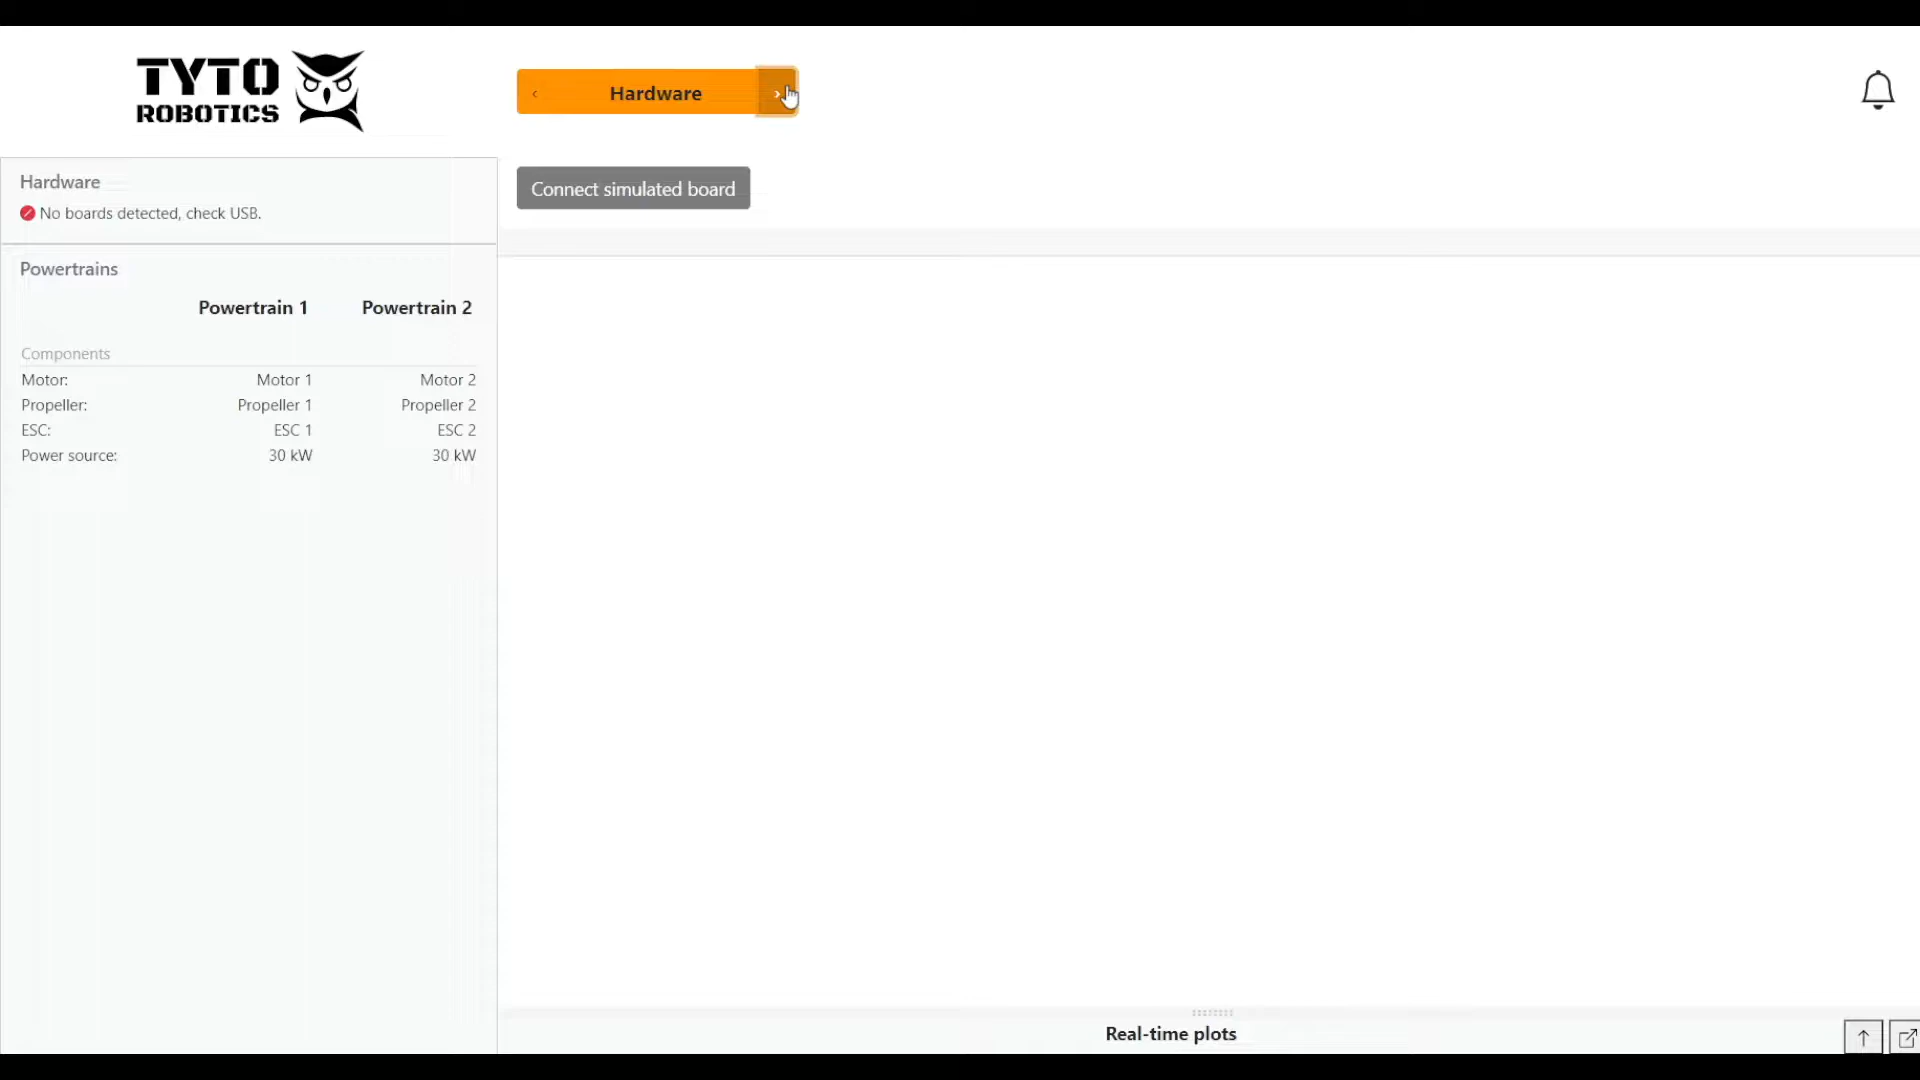 TYTO
ROBOTICS
‹ Hardware ›
Connect simulated board
Hardware
No boards detected, check USB.
Powertrains
Powertrain 1 Powertrain 2
Components
Motor: Motor 1 Motor 2
Propeller: Propeller 1 Propeller 2
ESC: ESC 1 ESC 2
Power source: 30 kW 30 kW
Real-time plots